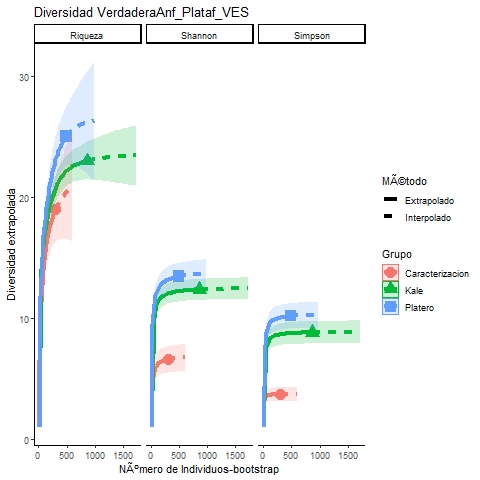 Diversidad VerdaderaAnf_Plataf_VES
Riqueza Shannon Simpson
30
20
10
0
0 500 1000 1500 0 500 1000 1500 0 500 1000 1500
Diversidad extrapolada
NÃºmero de Individuos-bootstrap
MÃ©todo
Extrapolado
Interpolado
Grupo
Caracterizacion
Kale
Platero